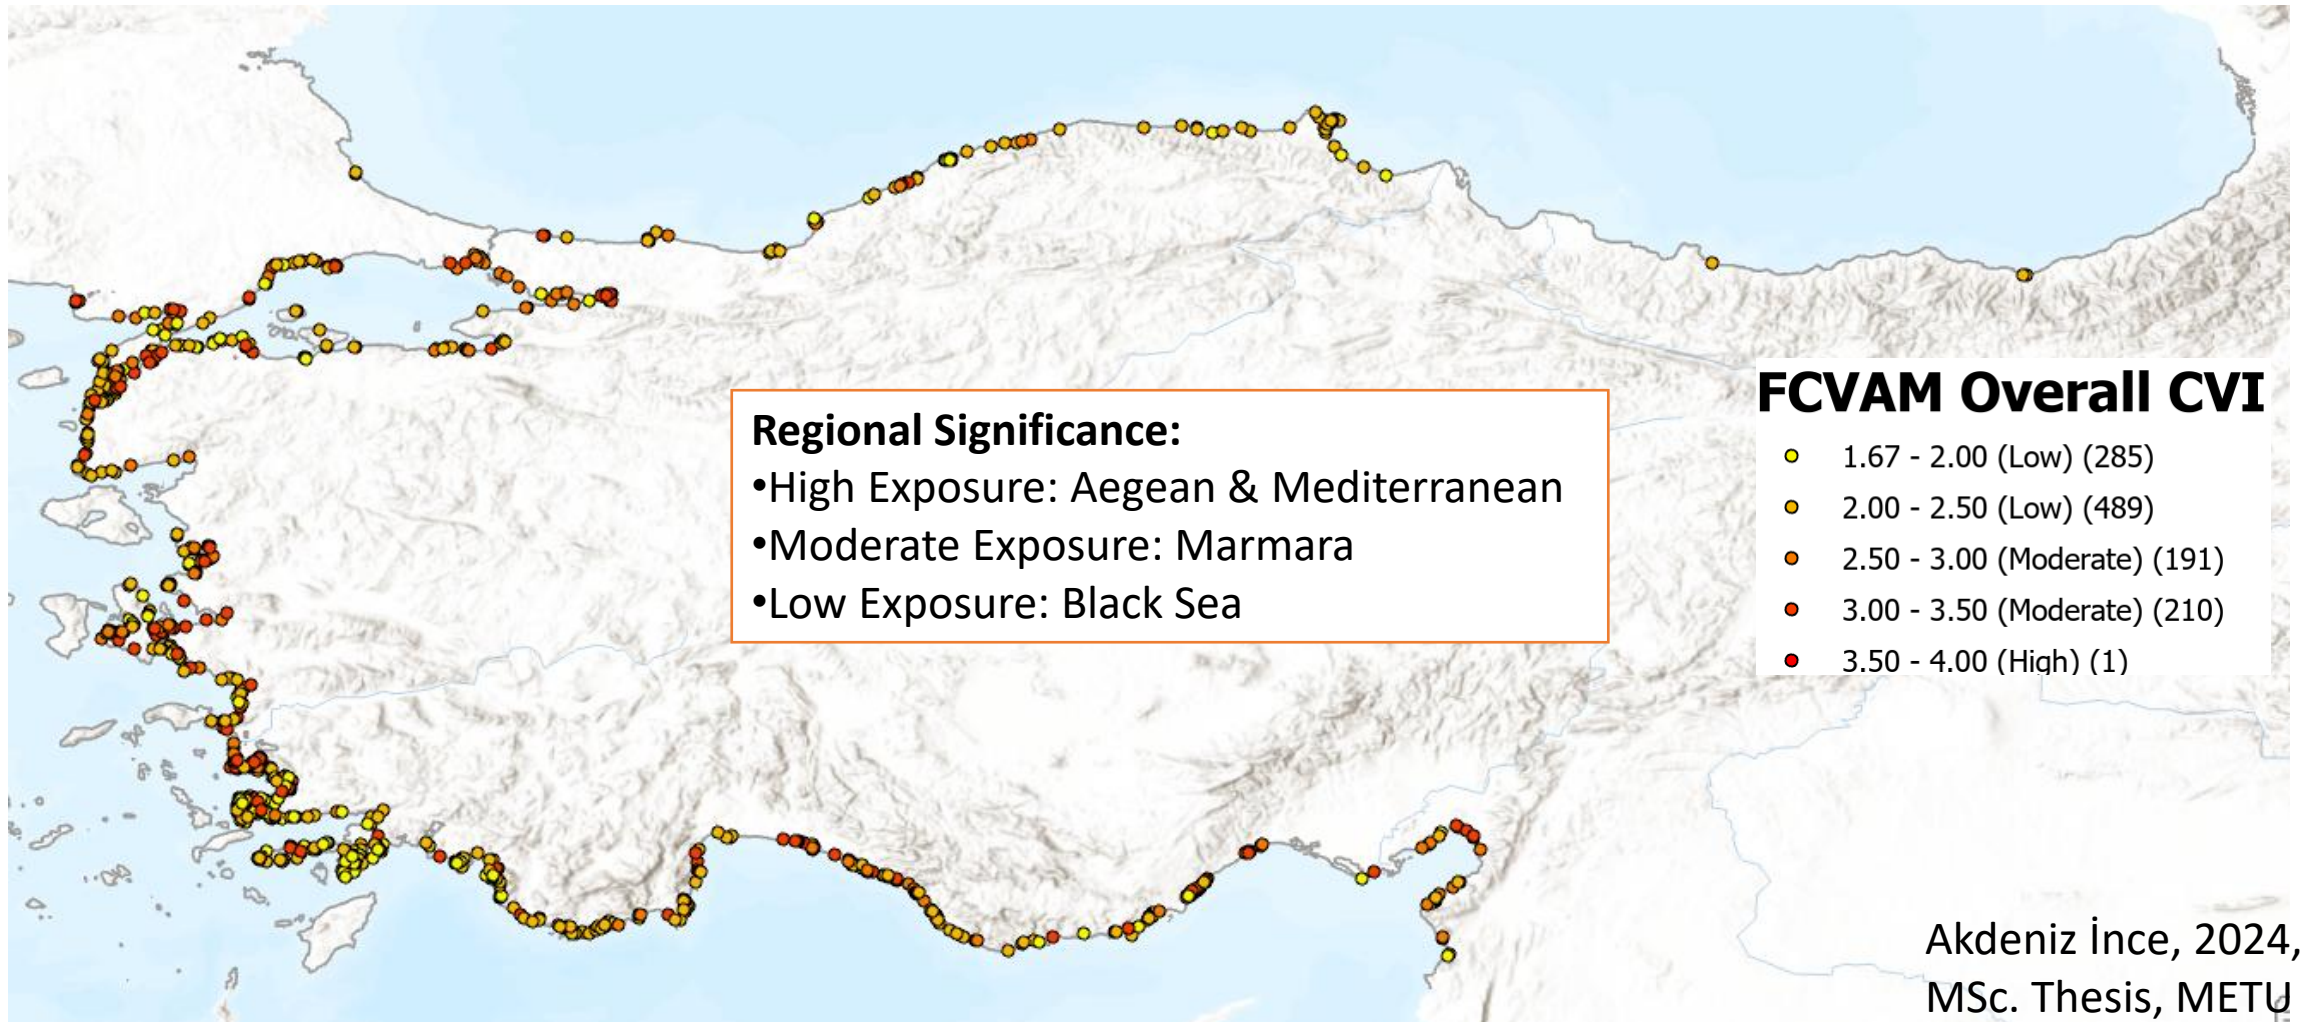 Regional Significance:
•High Exposure: Aegean & Mediterranean
•Moderate Exposure: Marmara
•Low Exposure: Black Sea
FCVAM Overall CVI
1.67 - 2.00 (Low) (285)
2.00 - 2.50 (Low) (489)
2.50 - 3.00 (Moderate) (191)
3.00 - 3.50 (Moderate) (210)
3.50 - 4.00 (High) (1)
Akdeniz İnce, 2024,
MSc. Thesis, METU